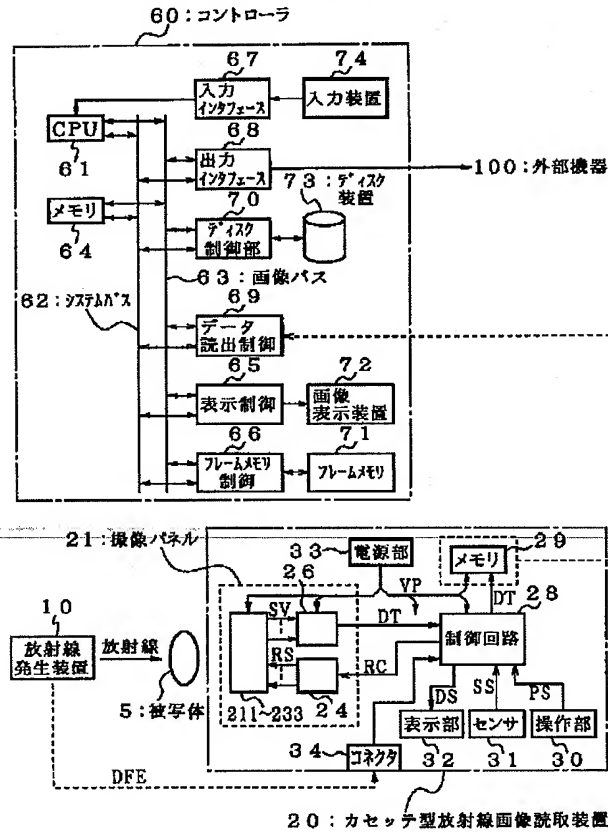 60:コントローラ
67
74
入力
インタフェース
入力装置
CPU
61
68
出力
インタフェース
100:外部機器
73:ディスク
装置
メモリ
64
70
ディスク
制御部
63:画像バス
62:システムバス
69
データ
読出制御
65
72
表示制御
画像
表示装置
66
71
フレームメモリ
制御
フレームメモリ
21:撮像パネル
33
電源部
メモリ
29
26
VP
SV
DT
DT
28
制御回路
10
放射線
発生装置
放射線
5:被写体
RS
RC
211~233
24
DS
SS
PS
表示部
センサ
操作部
34
コネクタ
32
31
30
DFE
20:カセッテ型放射線画像読取装置